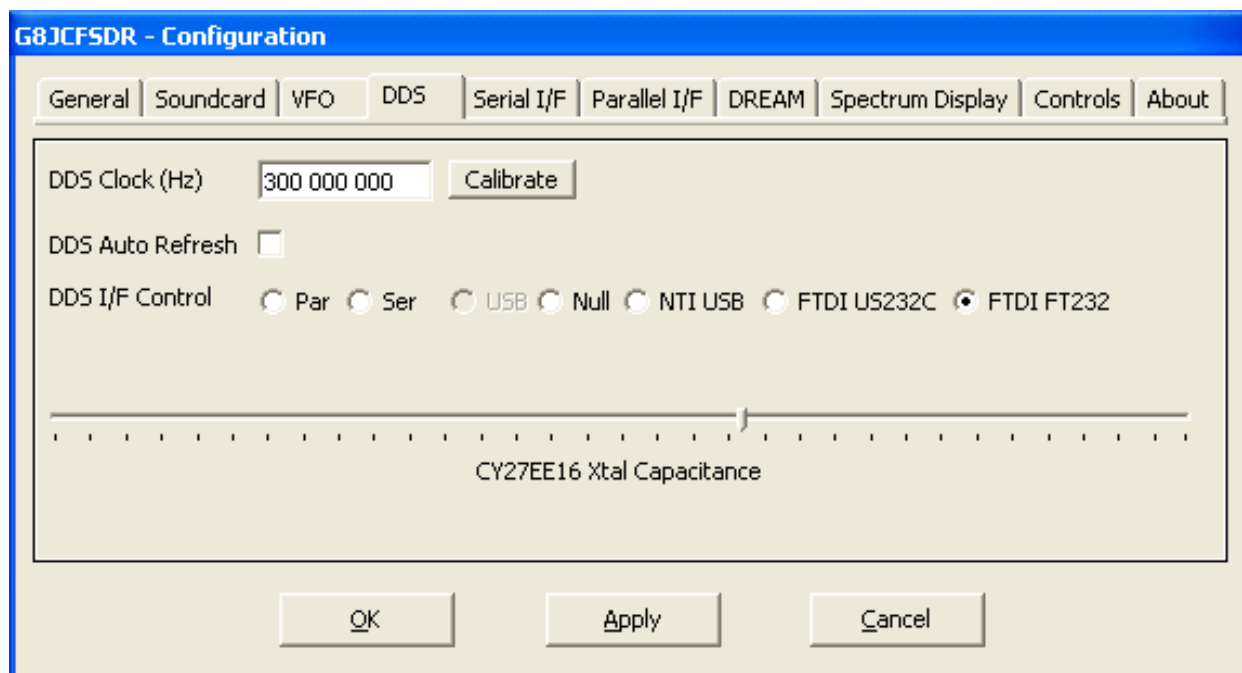 G8JCFSDR - Configuration
General Soundcard VFO DDS Serial I/F Parallel I/F DREAM Spectrum Display Controls About
DDS Clock (Hz) 300 000 000 Calibrate
DDS Auto Refresh
DDS I/F Control Par Ser USB Null NTI USB FTDI US232C FTDI FT232
CY27EE16 Xtal Capacitance
OK Apply Cancel